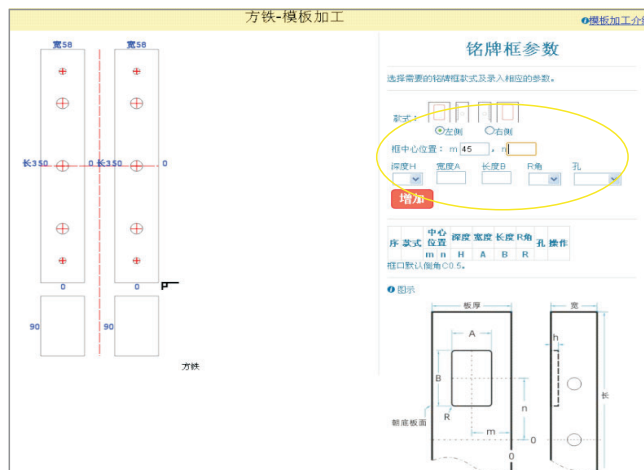 方铁-模板加工
模板加工介绍
宽58 宽58
长350 0 长350 0
0 0
90 90
方铁
铭牌框参数
选择需要的铭牌框款式及录入相应的参数。
款式：
左侧 右侧
框中心位置： m 45 ， n
深度H 宽度A 长度B R角 孔
增加
序 款式 中心位置 深度 宽度 长度 R角 孔 操作
m n H A B R
框口默认倒角C0.5。
图示
板厚 宽
A h
B
n 长
R
m
朝底板面 0
0